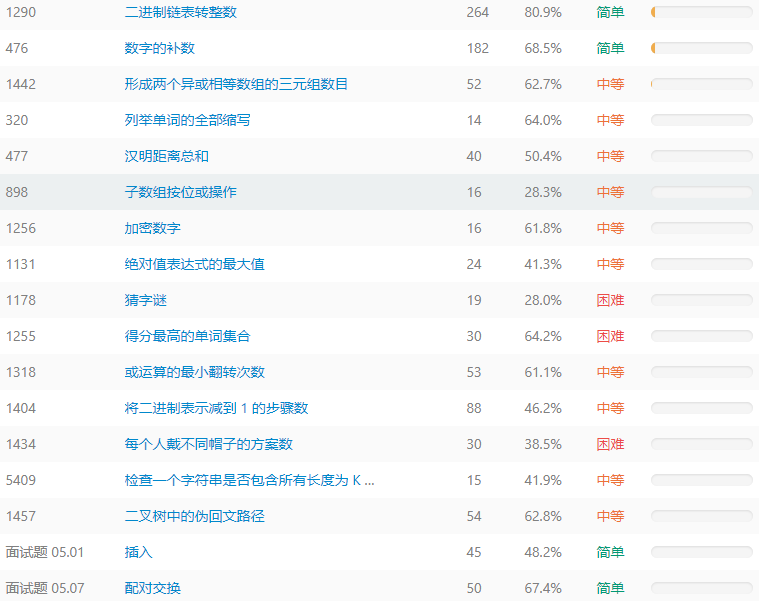 1290 二进制链表转整数 264 80.9% 简单
476 数字的补数 182 68.5% 简单
1442 形成两个异或相等数组的三元组数目 52 62.7% 中等
320 列举单词的全部缩写 14 64.0% 中等
477 汉明距离总和 40 50.4% 中等
898 子数组按位或操作 16 28.3% 中等
1256 加密数字 16 61.8% 中等
1131 绝对值表达式的最大值 24 41.3% 中等
1178 猜字谜 19 28.0% 困难
1255 得分最高的单词集合 30 64.2% 困难
1318 或运算的最小翻转次数 53 61.1% 中等
1404 将二进制表示减到 1 的步骤数 88 46.2% 中等
1434 每个人戴不同帽子的方案数 30 38.5% 困难
5409 检查一个字符串是否包含所有长度为 K ... 15 41.9% 中等
1457 二叉树中的伪回文路径 54 62.8% 中等
面试题 05.01 插入 45 48.2% 简单
面试题 05.07 配对交换 50 67.4% 简单